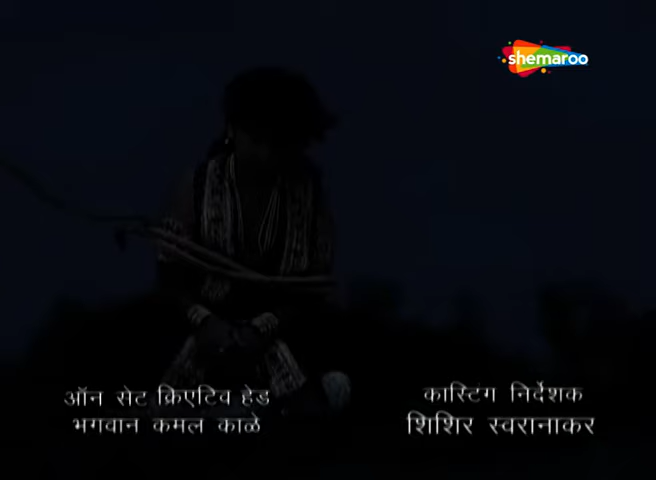 shemaroo
ऑन सेट क्रिएटिव हेड
भगवान कमल काळे
कास्टिंग निर्देशक
शिशिर स्वरानाकर